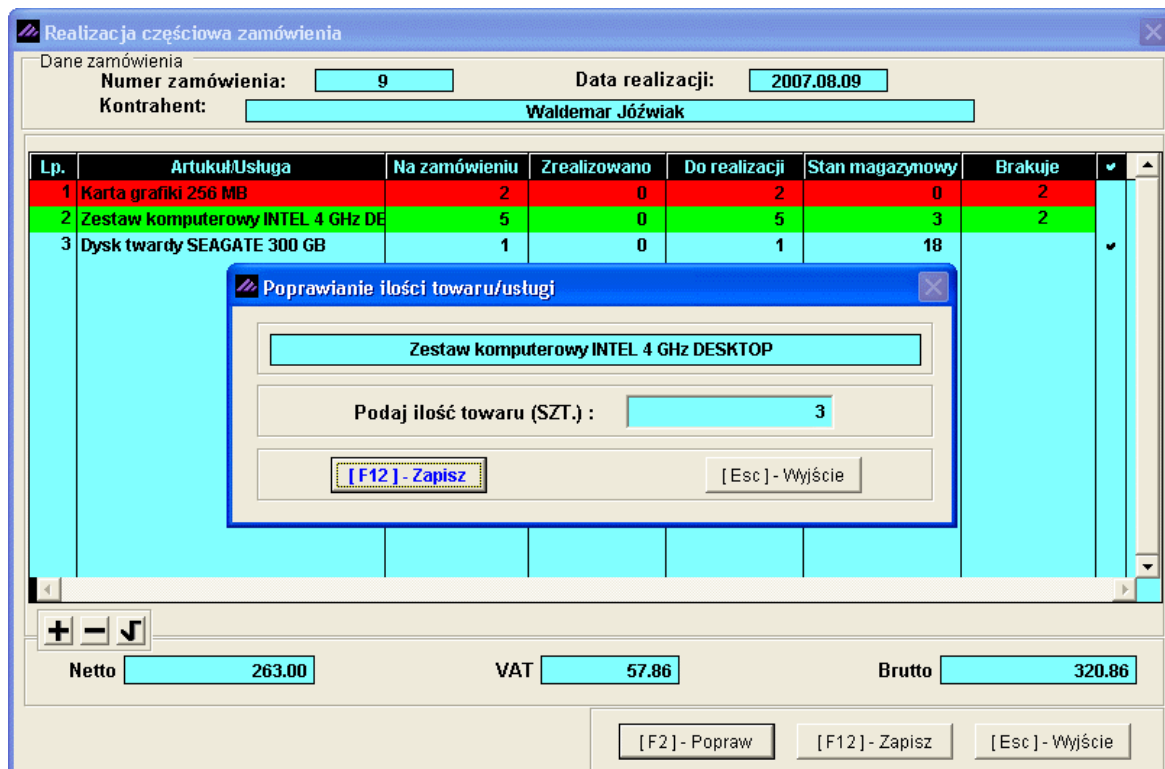 Realizacja częściowa zamówienia
Dane zamówienia
Numer zamówienia: 9 Data realizacji: 2007.08.09
Kontrahent: Waldemar Jóźwiak
Lp. Artukuł/Usługa Na zamówieniu Zrealizowano Do realizacji Stan magazynowy Brakuje
1 Karta grafiki 256 MB 2 0 2 0 2
2 Zestaw komputerowy INTEL 4 GHz DE 5 0 5 3 2
3 Dysk twardy SEAGATE 300 GB 1 0 1 18
Poprawianie ilości towaru/usługi
Zestaw komputerowy INTEL 4 GHz DESKTOP
Podaj ilość towaru (SZT.) : 3
[ F12 ] - Zapisz [ Esc ] - Wyjście
Netto 263.00 VAT 57.86 Brutto 320.86
[ F2 ] - Popraw [ F12 ] - Zapisz [ Esc ] - Wyjście